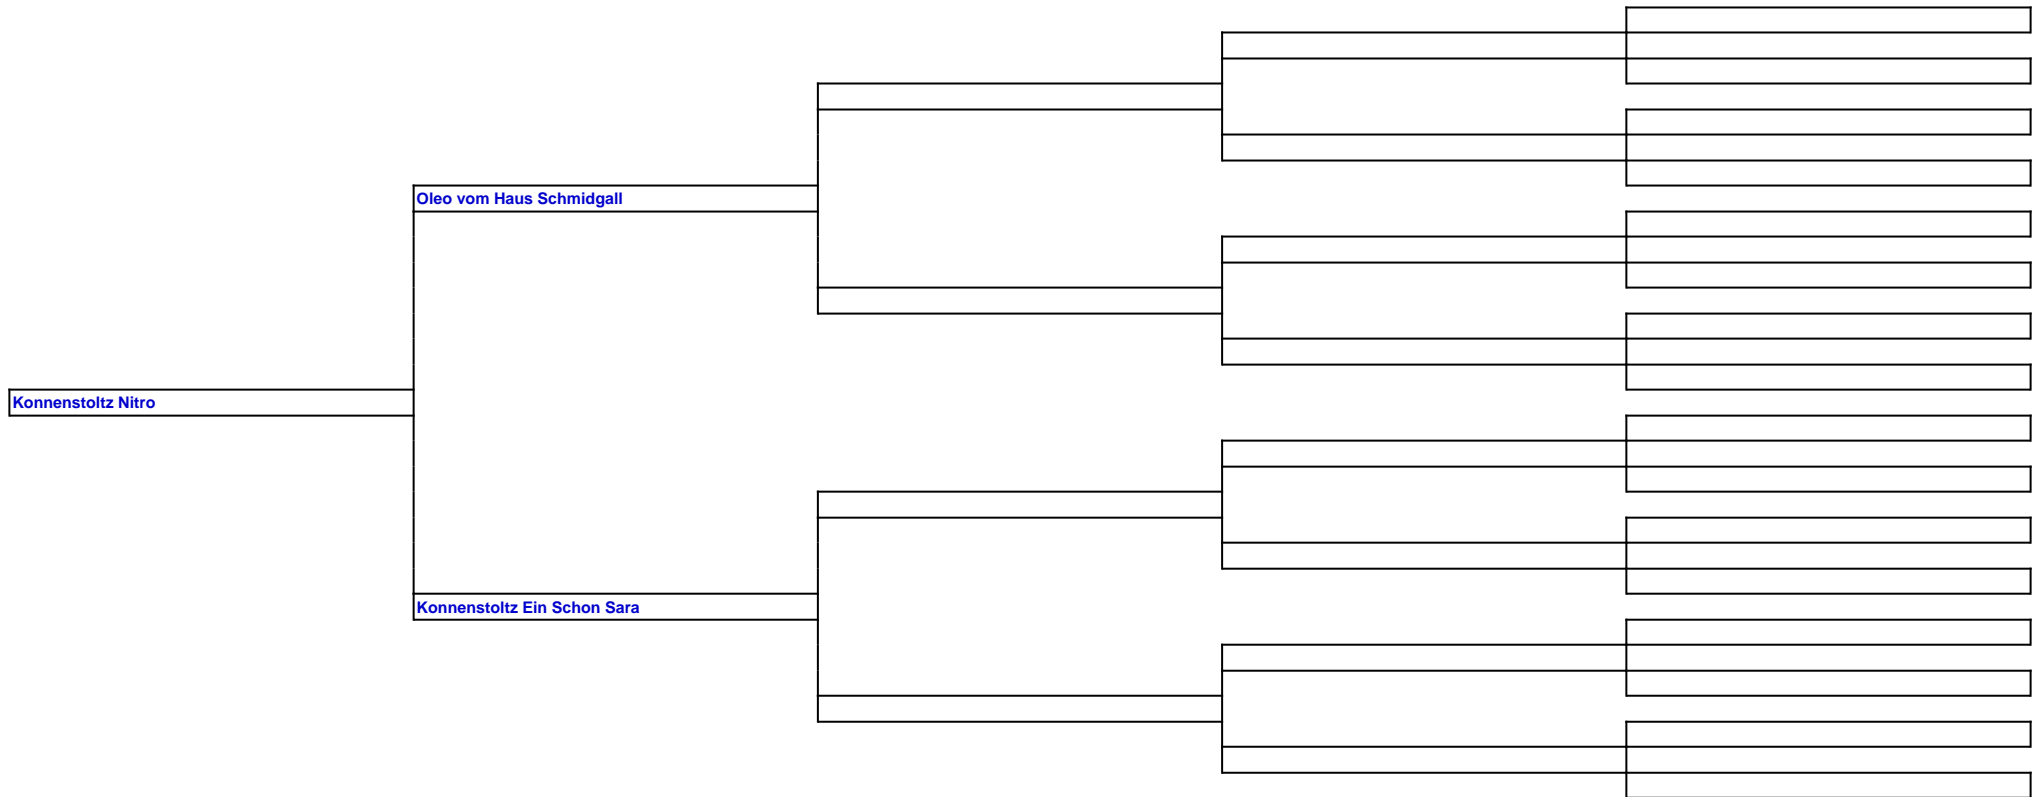 Oleo vom Haus Schmidgall
Konnenstoltz Nitro
Konnenstoltz Ein Schon Sara